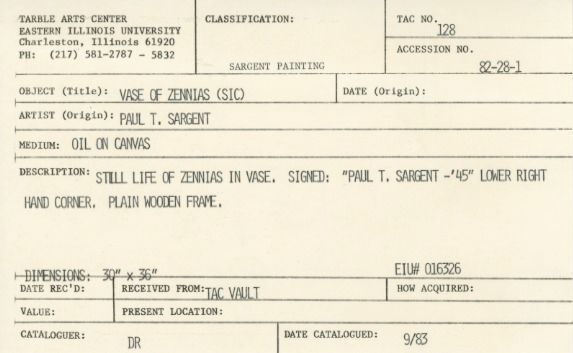 TARBLE ARTS CENTER
EASTERN ILLINOIS UNIVERSITY
Charleston, Illinois 61920
PH: (217) 581-2787 - 5832
CLASSIFICATION:
SARGENT PAINTING
TAC NO.
128
ACCESSION NO.
82-28-1
OBJECT (Title): VASE OF ZENNIAS (SIC)
DATE (Origin):
ARTIST (Origin): PAUL T. SARGENT
MEDIUM: OIL ON CANVAS
DESCRIPTION: STILL LIFE OF ZENNIAS IN VASE. SIGNED: "PAUL T. SARGENT -'45" LOWER RIGHT
HAND CORNER. PLAIN WOODEN FRAME.
DIMENSIONS: 30" x 36"
EIU# 016326
DATE REC'D:
RECEIVED FROM: TAC VAULT
HOW ACQUIRED:
VALUE:
PRESENT LOCATION:
CATALOGUER: DR
DATE CATALOGUED: 9/83